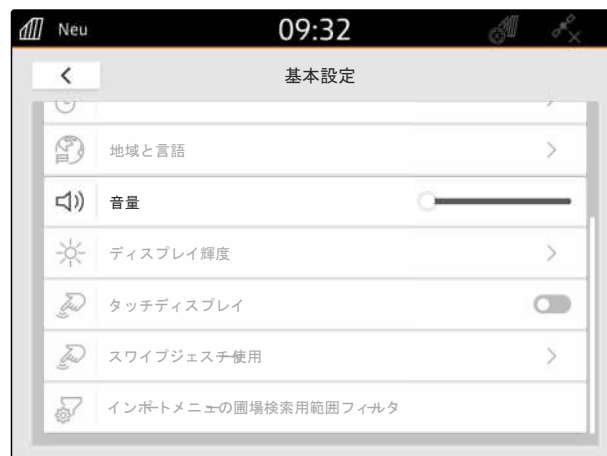 Neu
09:32
基本設定
地域と言語
音量
ディスプレイ輝度
タッチディスプレイ
スワイプジェスチー使用
インポートメニューの圃場検索用範囲フィルタ